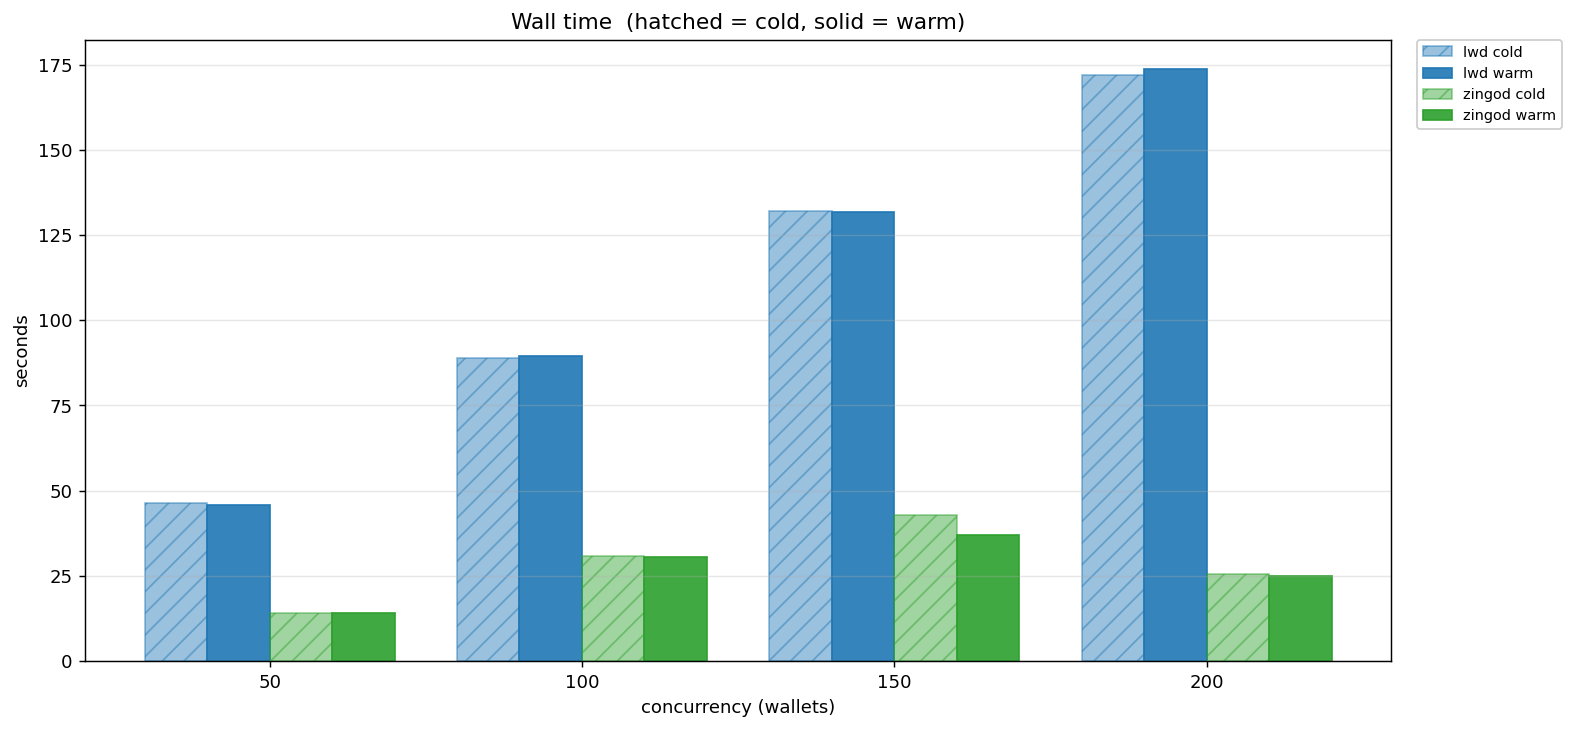 Wall time  (hatched = cold, solid = warm)
lwd cold
lwd warm
zingod cold
zingod warm
175
150
125
100
75
50
25
0
seconds
50 100 150 200
concurrency (wallets)